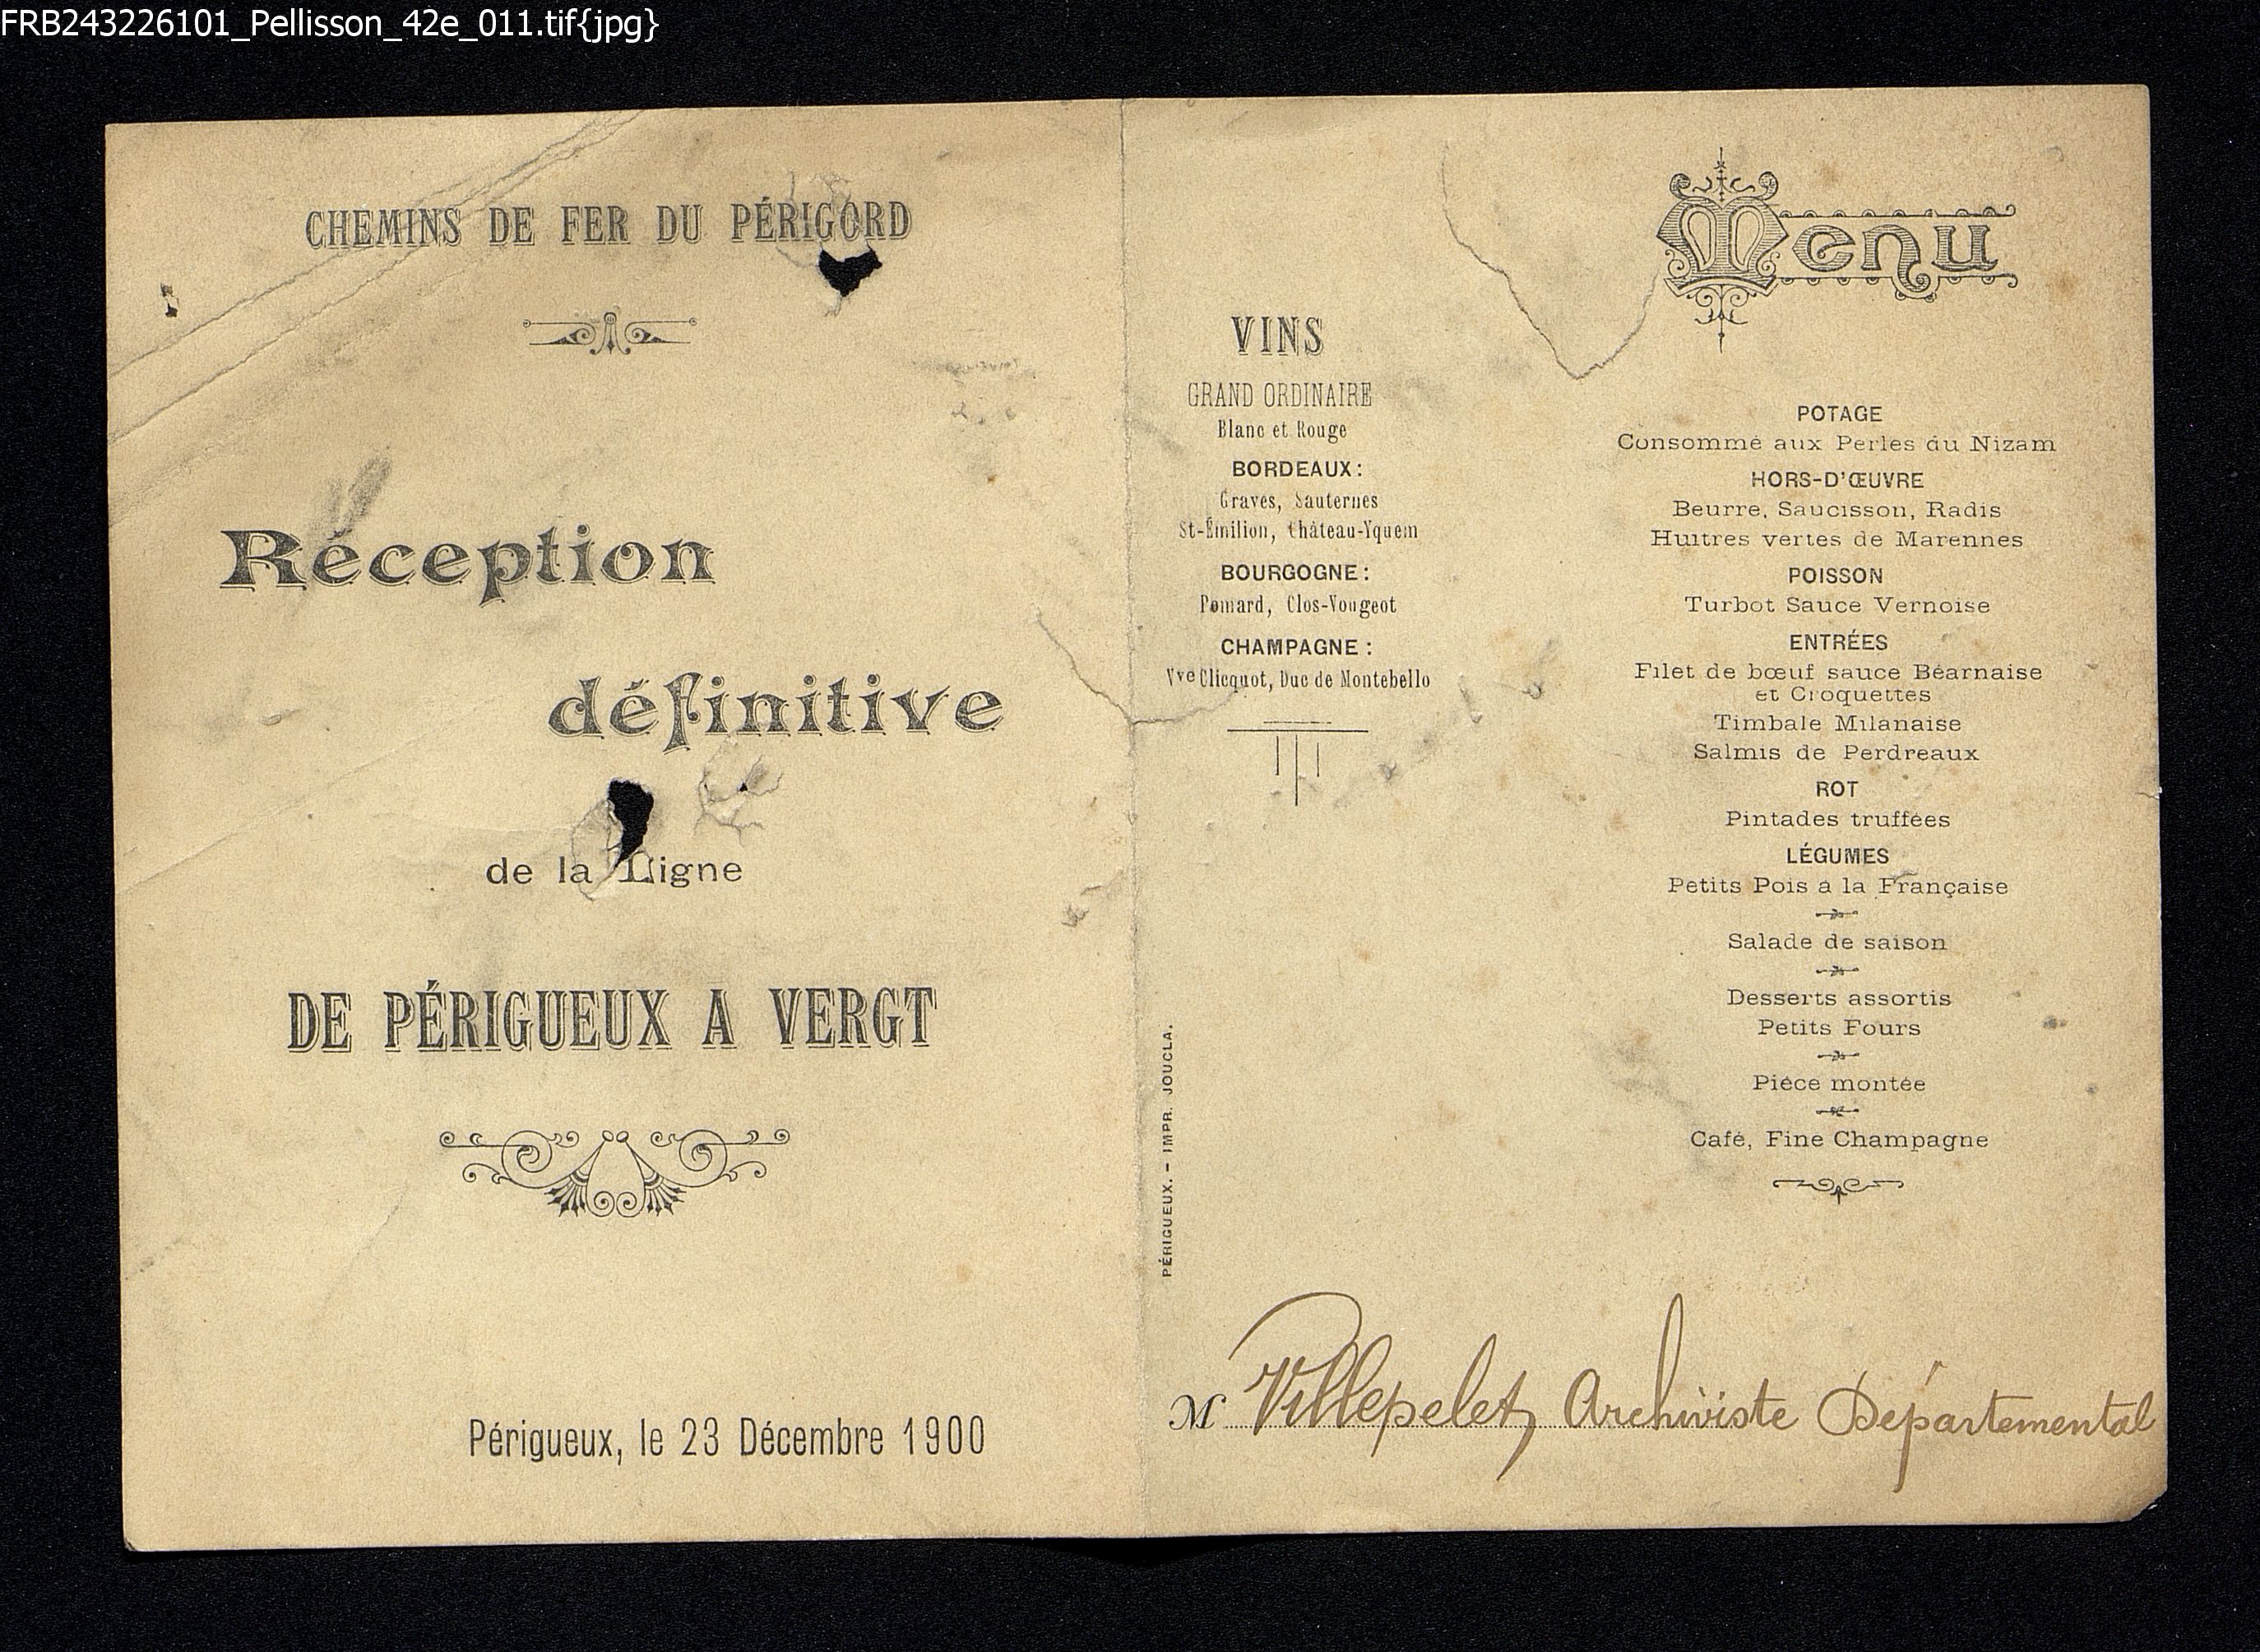 FRB243226101_Pellisson_42e_011.tif{jpg}
CHEMINS DE FER DU PÉRIGORD
Réception
définitive
de la Ligne
DE PÉRIGUEUX A VERGT
Périgueux, le 23 Décembre 1900
VINS
GRAND ORDINAIRE
Blanc et Rouge
BORDEAUX :
Graves, Sauternes
St-Émilion, Château-Yquem
BOURGOGNE :
Pomard, Clos-Vougeot
CHAMPAGNE :
Vve Clicquot, Duc de Montebello
PÉRIGUEUX. – IMPR. JOUCLA.
Menu
POTAGE
Consommé aux Perles du Nizam
HORS-D'ŒUVRE
Beurre, Saucisson, Radis
Huîtres vertes de Marennes
POISSON
Turbot Sauce Vernoise
ENTRÉES
Filet de bœuf sauce Béarnaise
et Croquettes
Timbale Milanaise
Salmis de Perdreaux
ROT
Pintades truffées
LÉGUMES
Petits Pois à la Française
Salade de saison
Desserts assortis
Petits Fours
Pièce montée
Café, Fine Champagne
M Villepelet, Archiviste Départemental